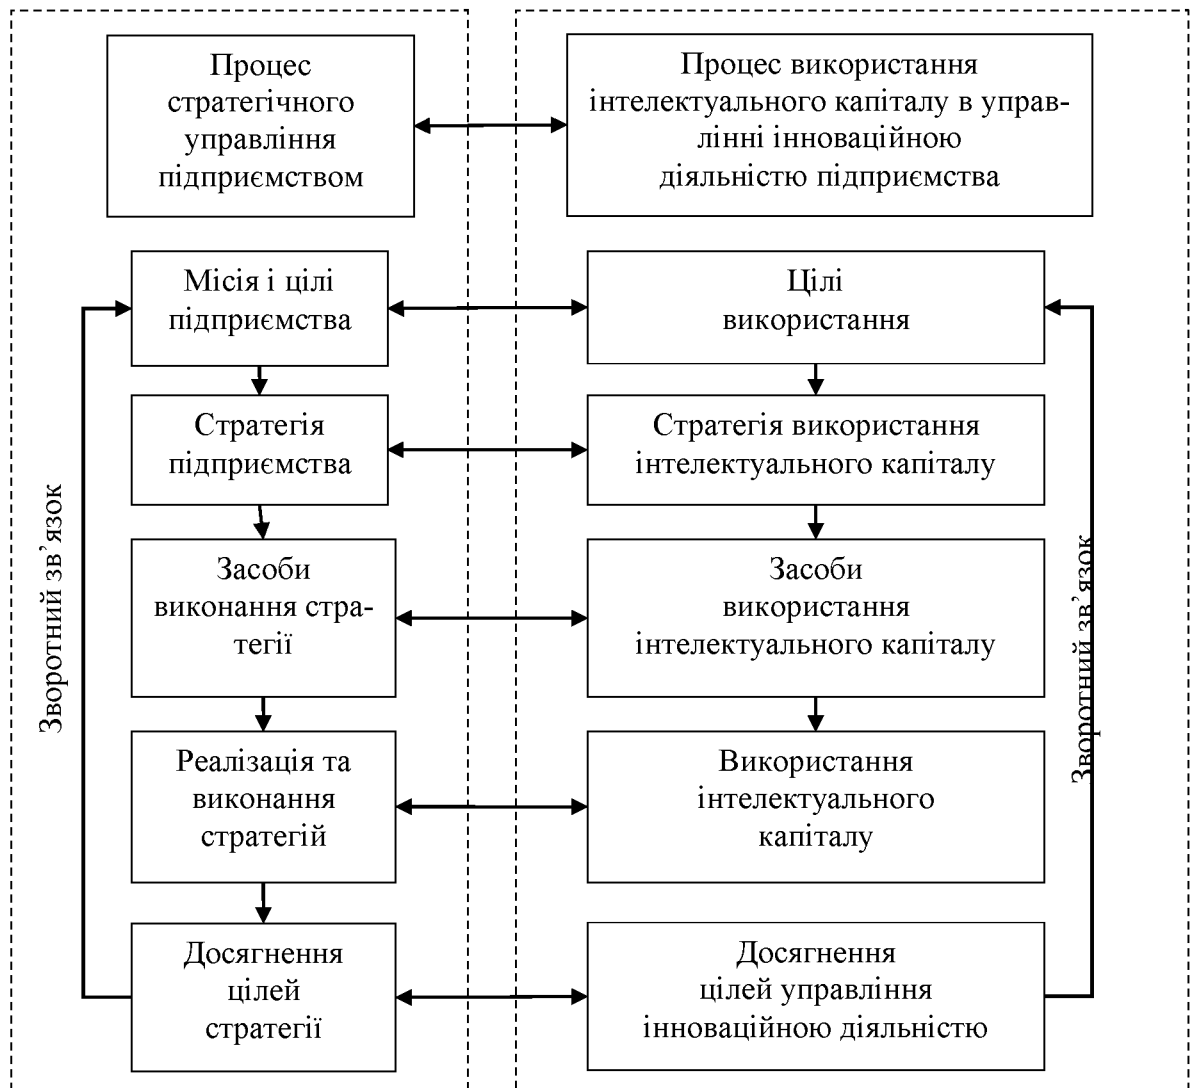 Процес
стратегічного
управління
підприємством
Процес використання
інтелектуального капіталу в управ-
лінні інноваційною
діяльністю підприємства
Місія і цілі
підприємства
Цілі
використання
Стратегія
підприємства
Стратегія використання
інтелектуального капіталу
Засоби
виконання стра-
тегії
Засоби
використання
інтелектуального капіталу
Реалізація та
виконання
стратегій
Використання
інтелектуального
капіталу
Досягнення
цілей
стратегії
Досягнення
цілей управління
інноваційною діяльністю
Зворотний зв’язок
Зворотний зв’язок